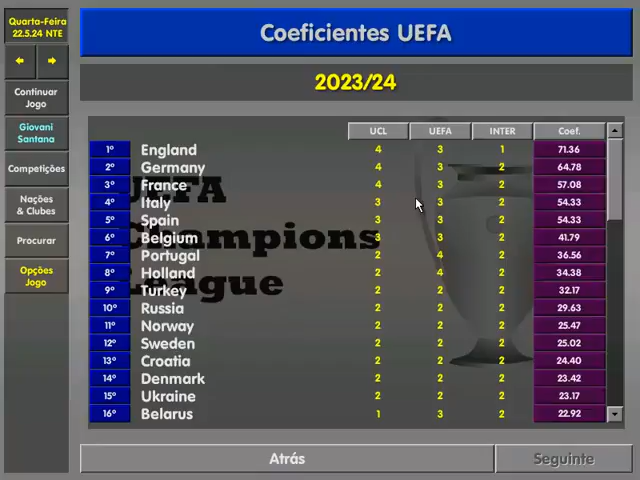 Quarta-Feira
22.5.24 NTE
Continuar
Jogo
Giovani
Santana
Competições
Nações
& Clubes
Procurar
Opções
Jogo
Coeficientes UEFA
2023/24
UCL UEFA INTER Coef.
1º England 4 3 1 71.36
2º Germany 4 3 2 64.78
3º France 4 3 2 57.08
4º Italy 3 3 2 54.33
5º Spain 3 3 2 54.33
6º Belgium 3 3 2 41.79
7º Portugal 2 4 2 36.56
8º Holland 2 4 2 34.38
9º Turkey 2 2 2 32.17
10º Russia 2 2 2 29.63
11º Norway 2 2 2 25.47
12º Sweden 2 2 2 25.02
13º Croatia 2 2 2 24.40
14º Denmark 2 2 2 23.42
15º Ukraine 2 2 2 23.17
16º Belarus 1 3 2 22.92
UEFA
Champions
League
Atrás
Seguinte